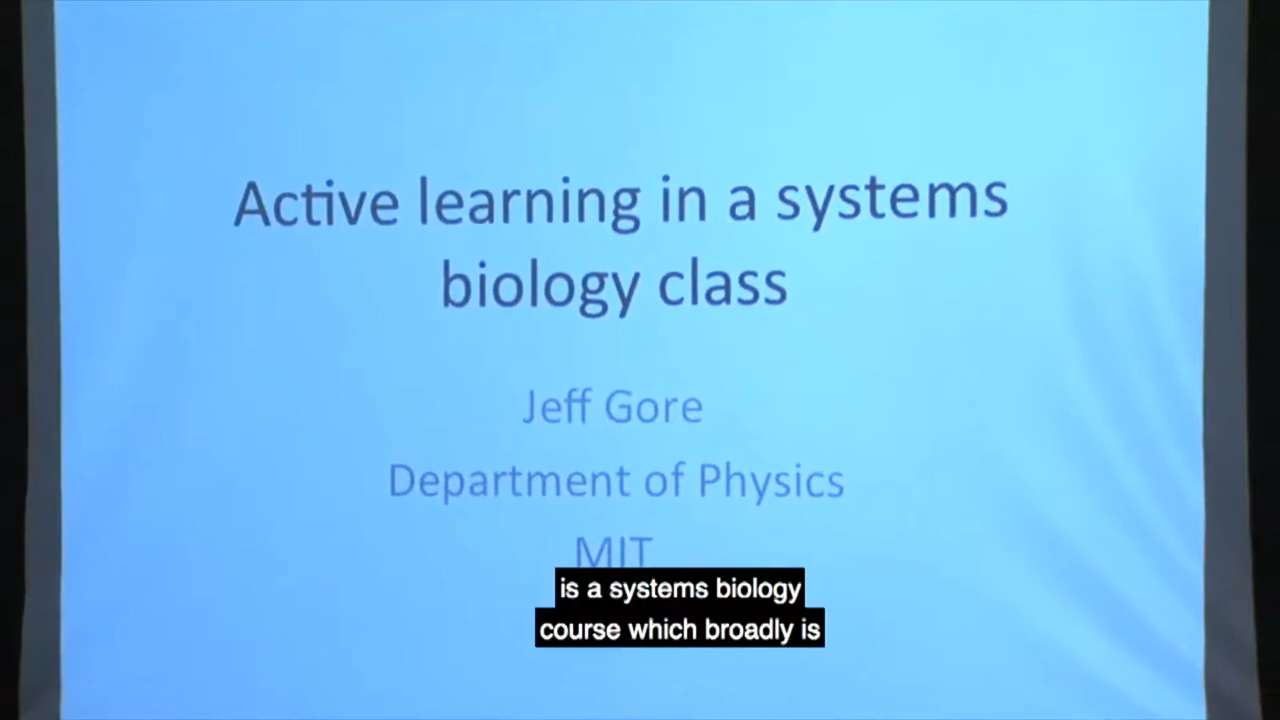 Active learning in a systems
biology class
Jeff Gore
Department of Physics
MIT
is a systems biology
course which broadly is